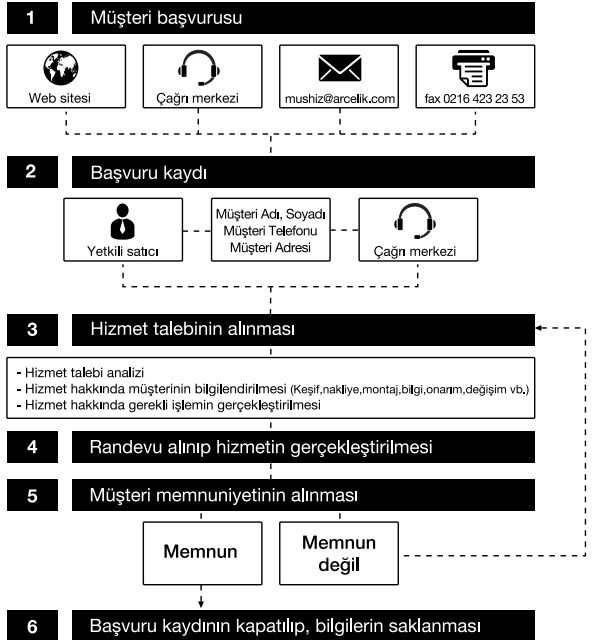 1 Müşteri başvurusu
Web sitesi
Çağrı merkezi
mushiz@arcelik.com
fax 0216 423 23 53
2 Başvuru kaydı
Yetkili satıcı
Müşteri Adı, Soyadı
Müşteri Telefonu
Müşteri Adresi
Çağrı merkezi
3 Hizmet talebinin alınması
- Hizmet talebi analizi
- Hizmet hakkında müşterinin bilgilendirilmesi (Keşif,nakliye,montaj,bilgi,onarım,değişim vb.)
- Hizmet hakkında gerekli işlemin gerçekleştirilmesi
4 Randevu alınıp hizmetin gerçekleştirilmesi
5 Müşteri memnuniyetinin alınması
Memnun
Memnun
değil
6 Başvuru kaydının kapatılıp, bilgilerin saklanması